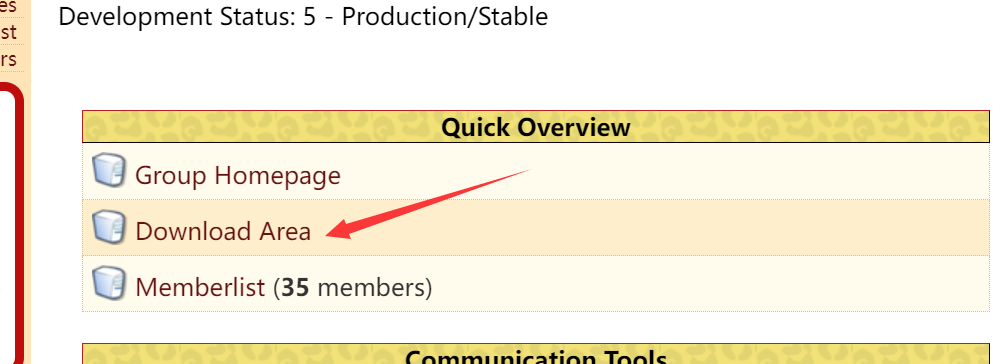 es
st
rs
Development Status: 5 - Production/Stable
Quick Overview
Group Homepage
Download Area
Memberlist (35 members)
Communication Tools